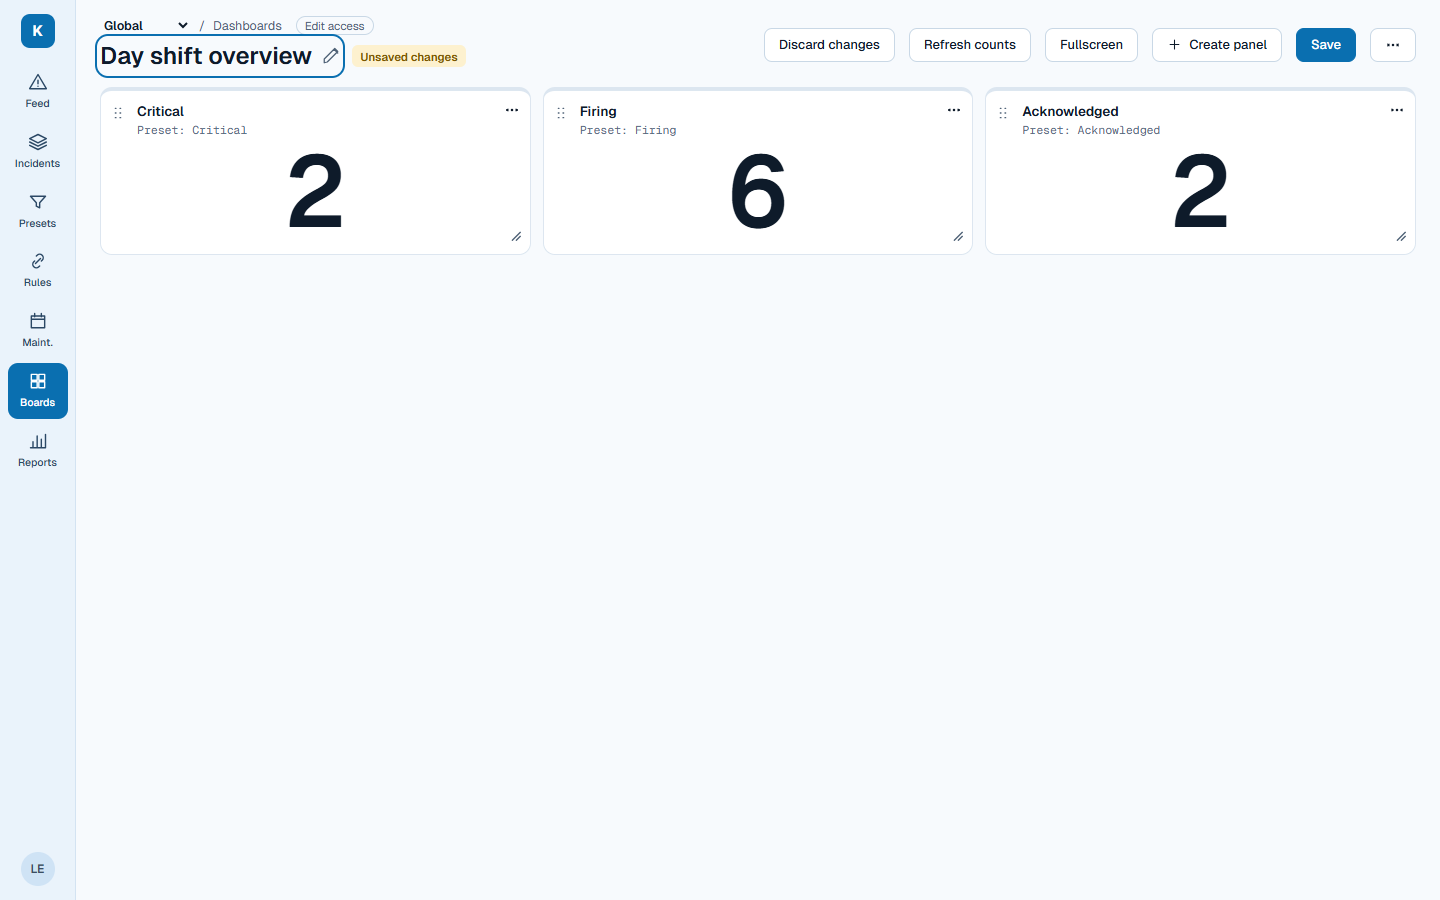 K
Feed
Incidents
Presets
Rules
Maint.
Boards
Reports
LE
Global / Dashboards Edit access
Day shift overview Unsaved changes
Discard changes Refresh counts Fullscreen Create panel Save
Critical
Preset: Critical
2
Firing
Preset: Firing
6
Acknowledged
Preset: Acknowledged
2